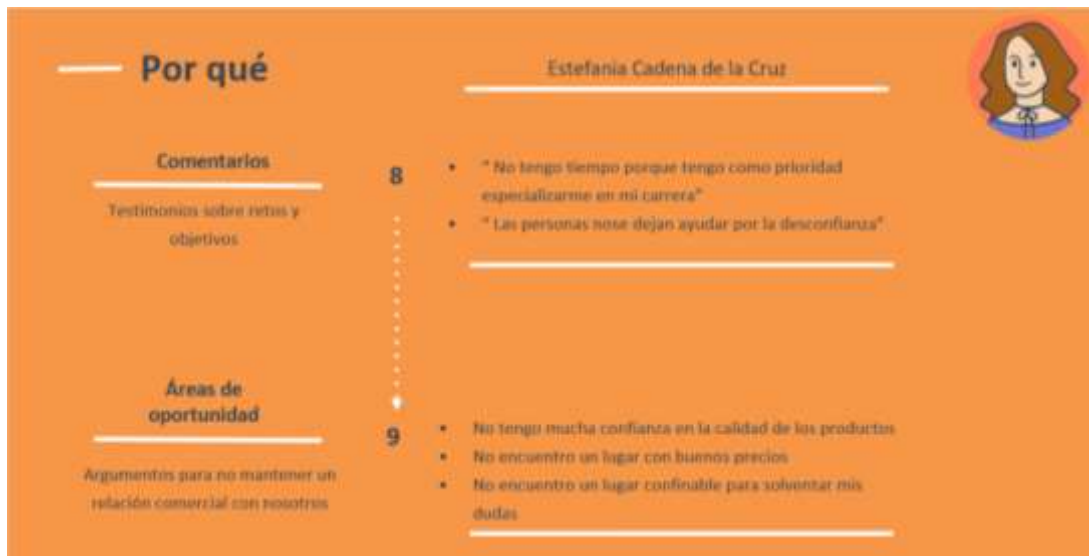 Por qué
Estefania Cadena de la Cruz
Comentarios
Testimonios sobre retos y
objetivos
8
• " No tengo tiempo porque tengo como prioridad
especializarme en mi carrera"
• " Las personas nose dejan ayudar por la desconfianza"
Áreas de
oportunidad
Argumentos para no mantener un
relación comercial con nosotros
9
• No tengo mucha confianza en la calidad de los productos
• No encuentro un lugar con buenos precios
• No encuentro un lugar confinable para solventar mis
dudas